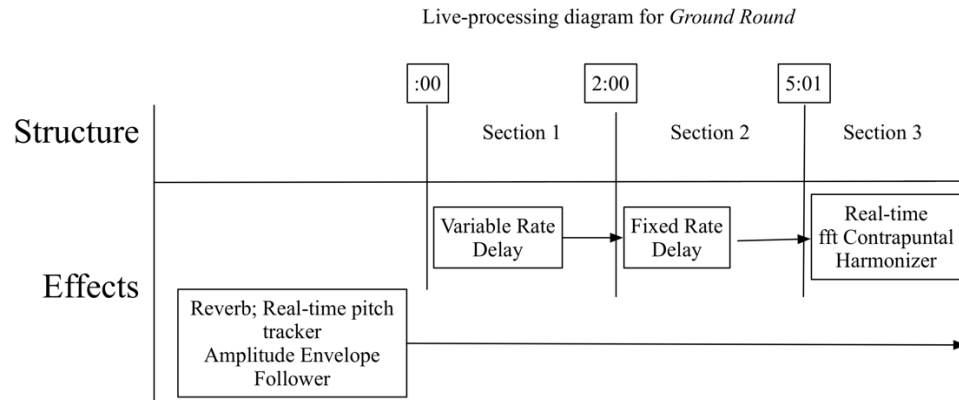 Live-processing diagram for Ground Round
:00
2:00
5:01
Structure
Section 1
Section 2
Section 3
Variable Rate
Delay
Fixed Rate
Delay
Real-time
fft Contrapuntal
Harmonizer
Effects
Reverb; Real-time pitch
tracker
Amplitude Envelope
Follower